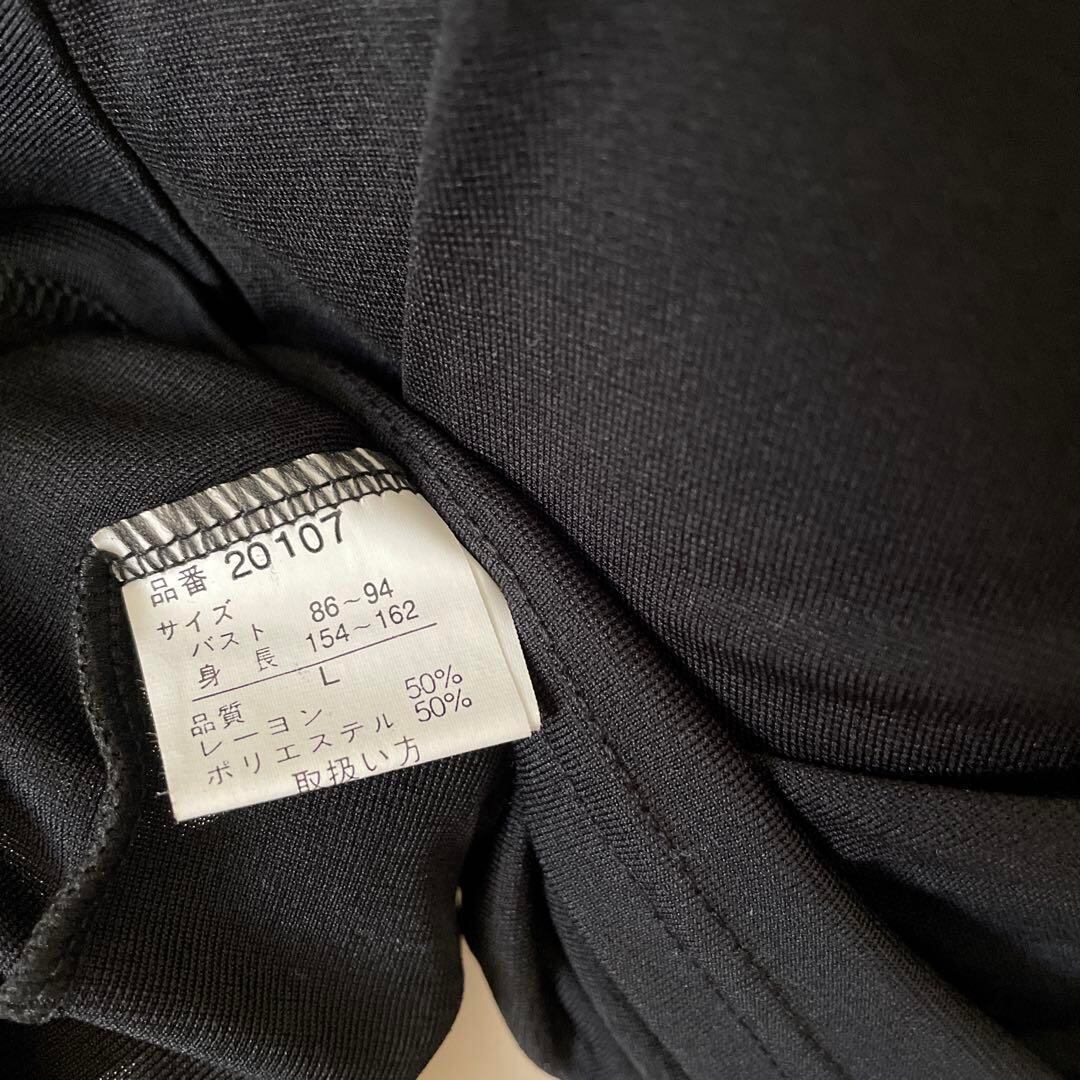 品番 20107
サイズ
バスト 86～94
身長 154～162
L
品質
レーヨン 50%
ポリエステル 50%
取扱い方